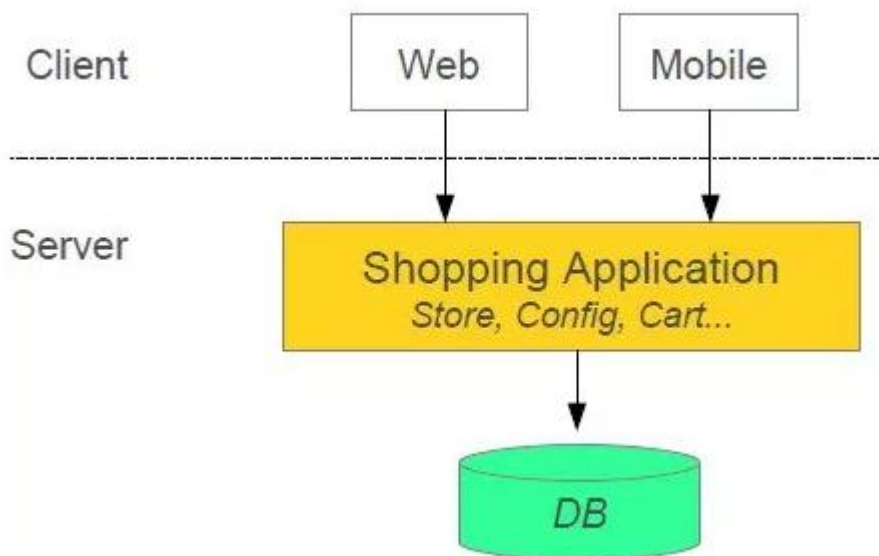 Client
Web
Mobile
Server
Shopping Application
Store, Config, Cart...
DB